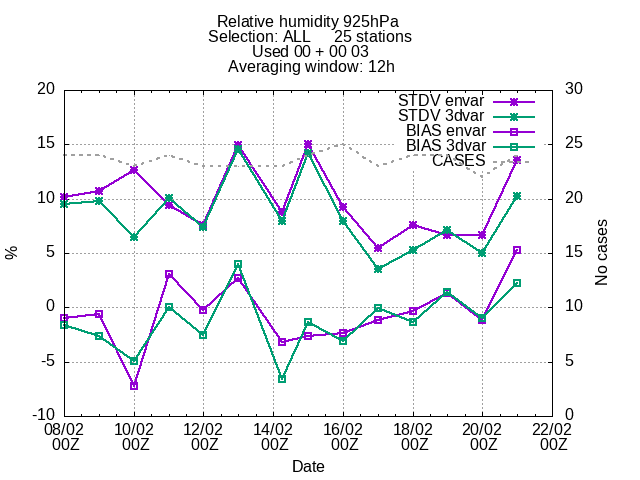 Relative humidity 925hPa
Selection: ALL 25 stations
Used 00 + 00 03
Averaging window: 12h
STDV envar
STDV 3dvar
BIAS envar
BIAS 3dvar
CASES
20
15
10
5
0
-5
-10
%
30
25
20
15
10
5
0
No cases
08/02 10/02 12/02 14/02 16/02 18/02 20/02 22/02
00Z 00Z 00Z 00Z 00Z 00Z 00Z 00Z
Date